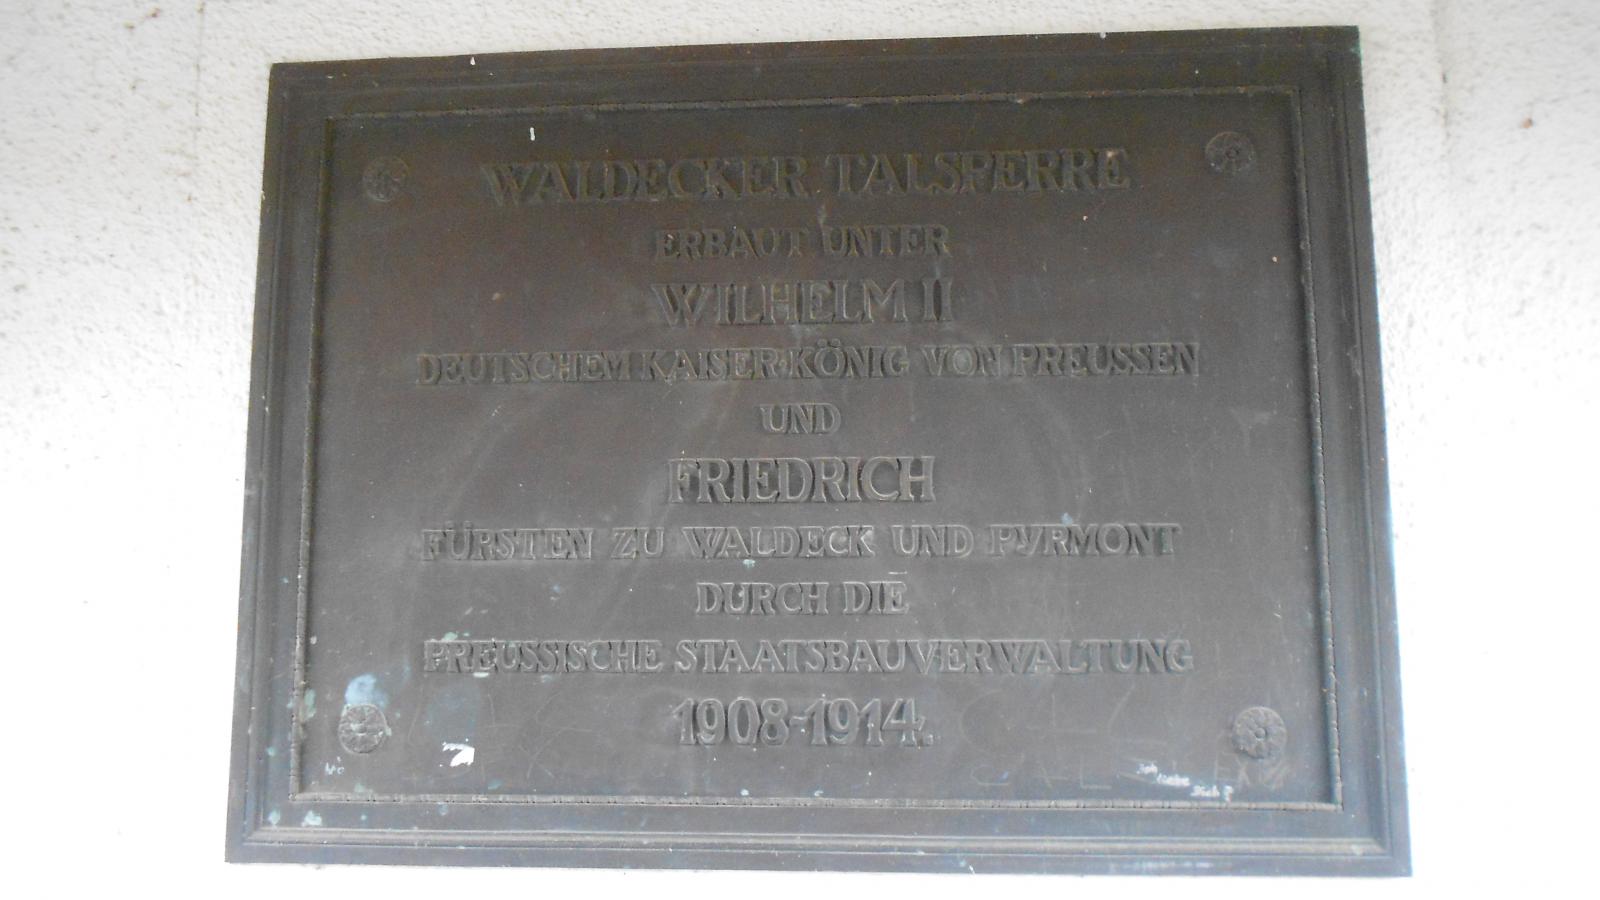 WALDECKER TALSPERRE
ERBAUT UNTER
WILHELM II
DEUTSCHEM KAISER·KÖNIG VON PREUSSEN
UND
FRIEDRICH
FÜRSTEN ZU WALDECK UND PYRMONT
DURCH DIE
PREUSSISCHE STAATSBAUVERWALTUNG
1908-1914.